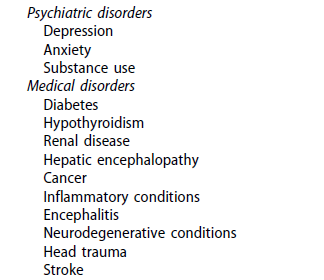 Psychiatric disorders
Depression
Anxiety
Substance use
Medical disorders
Diabetes
Hypothyroidism
Renal disease
Hepatic encephalopathy
Cancer
Inflammatory conditions
Encephalitis
Neurodegenerative conditions
Head trauma
Stroke